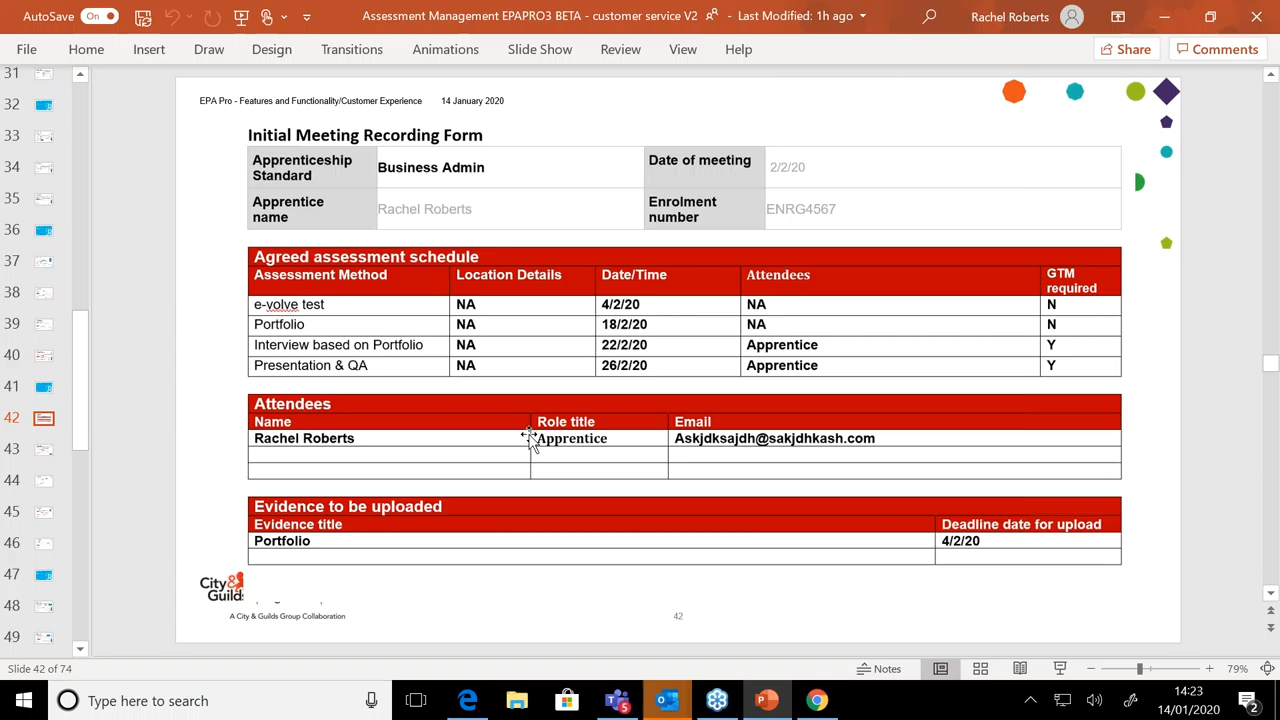 AutoSave On Assessment Management EPAPRO3 BETA - customer service V2 - Last Modified: 1h ago Rachel Roberts
File Home Insert Draw Design Transitions Animations Slide Show Review View Help Share Comments
31
32
33
34
35
36
37
38
39
40
41
42
43
44
45
46
47
48
49
EPA Pro - Features and Functionality/Customer Experience 14 January 2020
Initial Meeting Recording Form
Apprenticeship Standard Business Admin Date of meeting 2/2/20
Apprentice name Rachel Roberts Enrolment number ENRG4567
Agreed assessment schedule
Assessment Method Location Details Date/Time Attendees GTM required
e-volve test NA 4/2/20 NA N
Portfolio NA 18/2/20 NA N
Interview based on Portfolio NA 22/2/20 Apprentice Y
Presentation & QA NA 26/2/20 Apprentice Y
Attendees
Name Role title Email
Rachel Roberts Apprentice Askjdksajdh@sakjdhkash.com
Evidence to be uploaded
Evidence title Deadline date for upload
Portfolio 4/2/20
City& Guilds
A City & Guilds Group Collaboration 42
Slide 42 of 74 Notes 79%
Type here to search 5 14:23
14/01/2020 2